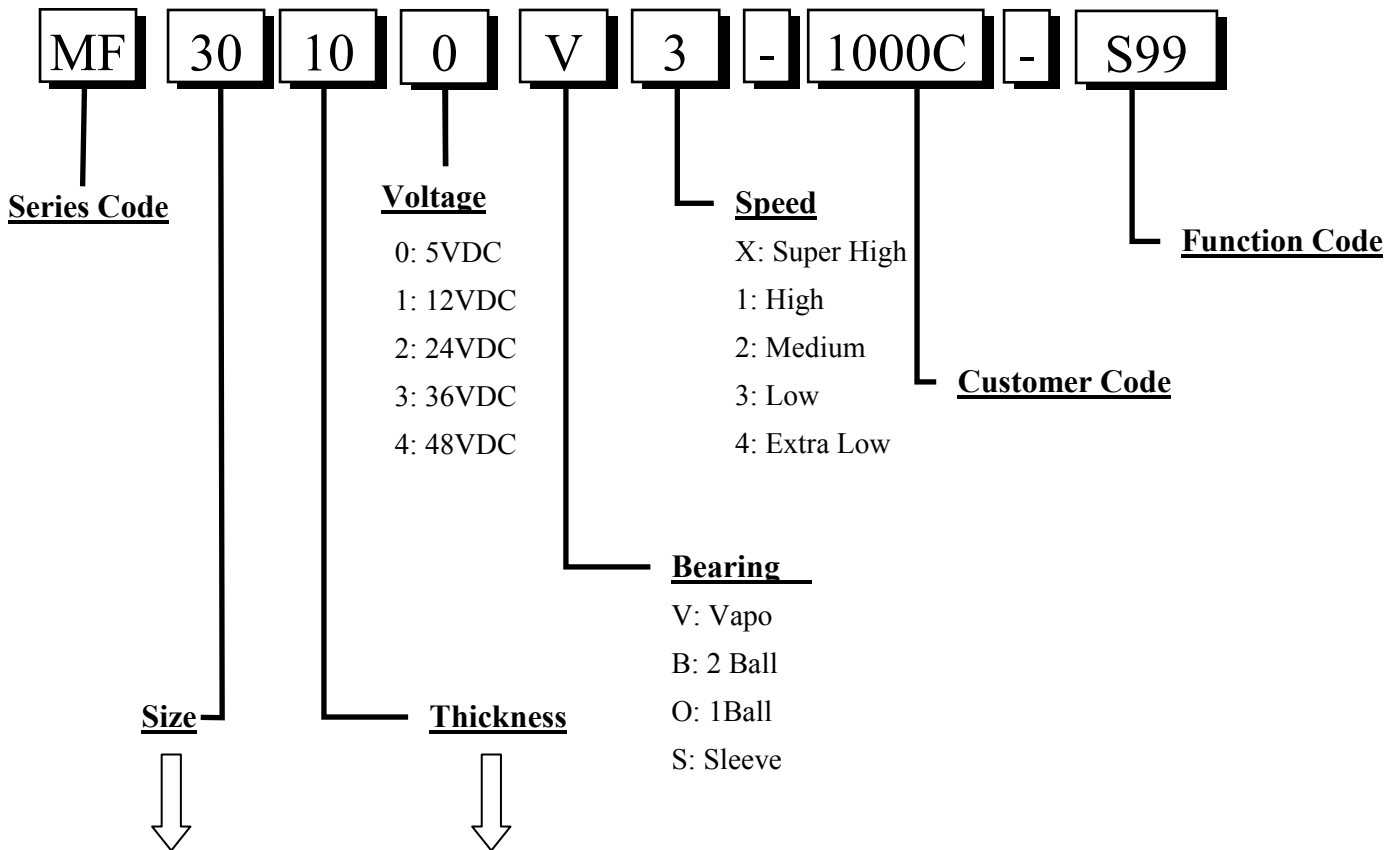 MF 30 10 0 V 3 - 1000C - S99
Series Code
Voltage
0: 5VDC
1: 12VDC
2: 24VDC
3: 36VDC
4: 48VDC
Speed
X: Super High
1: High
2: Medium
3: Low
4: Extra Low
Function Code
Customer Code
Bearing
V: Vapo
B: 2 Ball
O: 1Ball
S: Sleeve
Size
Thickness